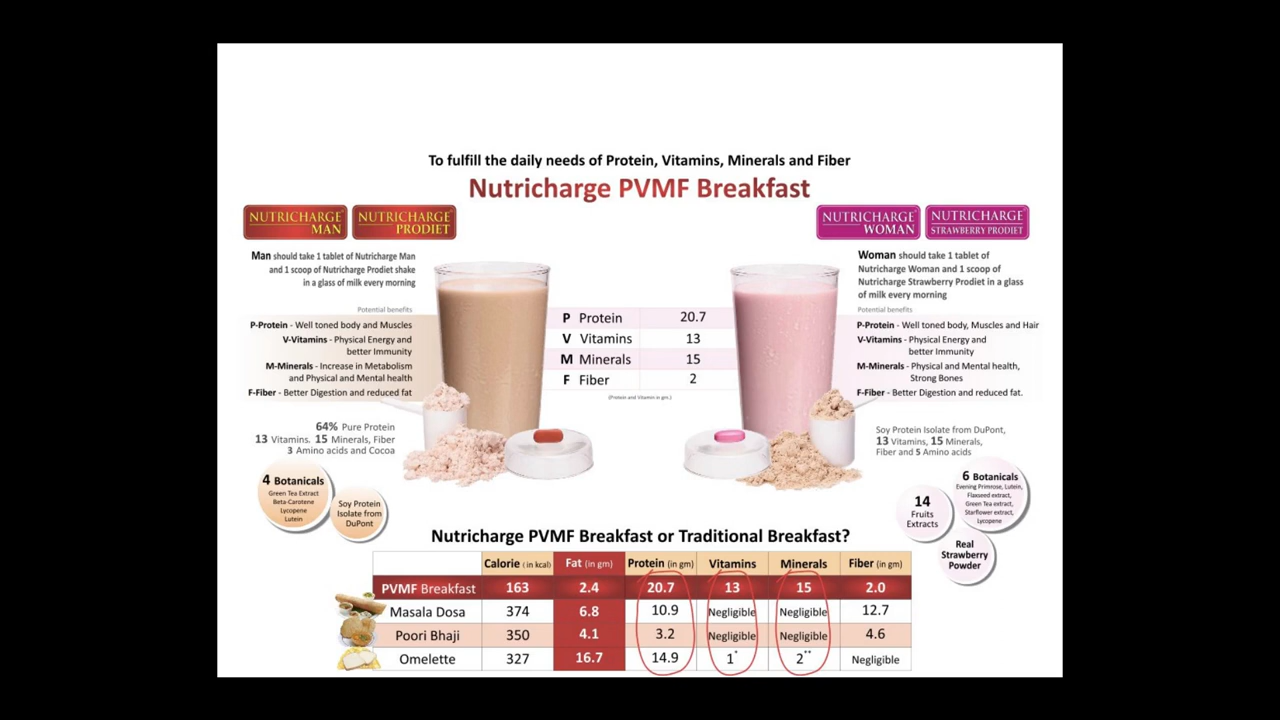 To fulfill the daily needs of Protein, Vitamins, Minerals and Fiber
Nutricharge PVMF Breakfast
NUTRICHARGE®
MAN
NUTRICHARGE®
PRODIET
Man should take 1 tablet of Nutricharge Man
and 1 scoop of Nutricharge Prodiet shake
in a glass of milk every morning
Potential benefits
P-Protein - Well toned body and Muscles
V-Vitamins - Physical Energy and
better Immunity
M-Minerals - Increase in Metabolism
and Physical and Mental health
F-Fiber - Better Digestion and reduced fat
64% Pure Protein
13 Vitamins. 15 Minerals, Fiber
3 Amino acids and Cocoa
4 Botanicals
Green Tea Extract
Beta-Carotene
Lycopene
Lutein
Soy Protein
Isolate from
DuPont
P Protein 20.7
V Vitamins 13
M Minerals 15
F Fiber 2
(Protein and Vitamin in gm.)
NUTRICHARGE®
WOMAN
NUTRICHARGE®
STRAWBERRY PRODIET
Woman should take 1 tablet of
Nutricharge Woman and 1 scoop of
Nutricharge Strawberry Prodiet in a glass
of milk every morning
Potential benefits
P-Protein - Well toned body, Muscles and Hair
V-Vitamins - Physical Energy and
better Immunity
M-Minerals - Physical and Mental health,
Strong Bones
F-Fiber - Better Digestion and reduced fat.
Soy Protein Isolate from DuPont,
13 Vitamins, 15 Minerals,
Fiber and 5 Amino acids
6 Botanicals
Evening Primrose, Lutein,
Flaxseed extract,
Green Tea extract,
Starflower extract,
Lycopene
14
Fruits
Extracts
Real
Strawberry
Powder
Nutricharge PVMF Breakfast or Traditional Breakfast?
Calorie (in kcal) Fat (in gm) Protein (in gm) Vitamins Minerals Fiber (in gm)
PVMF Breakfast 163 2.4 20.7 13 15 2.0
Masala Dosa 374 6.8 10.9 Negligible Negligible 12.7
Poori Bhaji 350 4.1 3.2 Negligible Negligible 4.6
Omelette 327 16.7 14.9 1* 2** Negligible